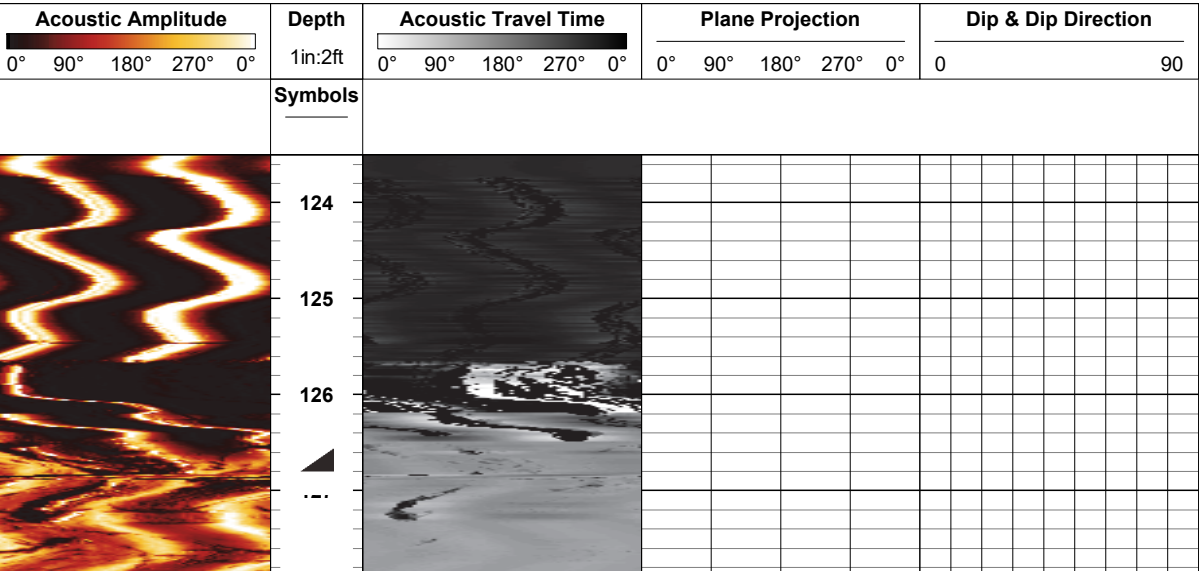 Acoustic Amplitude Depth Acoustic Travel Time Plane Projection Dip & Dip Direction
1in:2ft
0° 90° 180° 270° 0° 0° 90° 180° 270° 0° 0° 90° 180° 270° 0° 0 90
Symbols
124
125
126